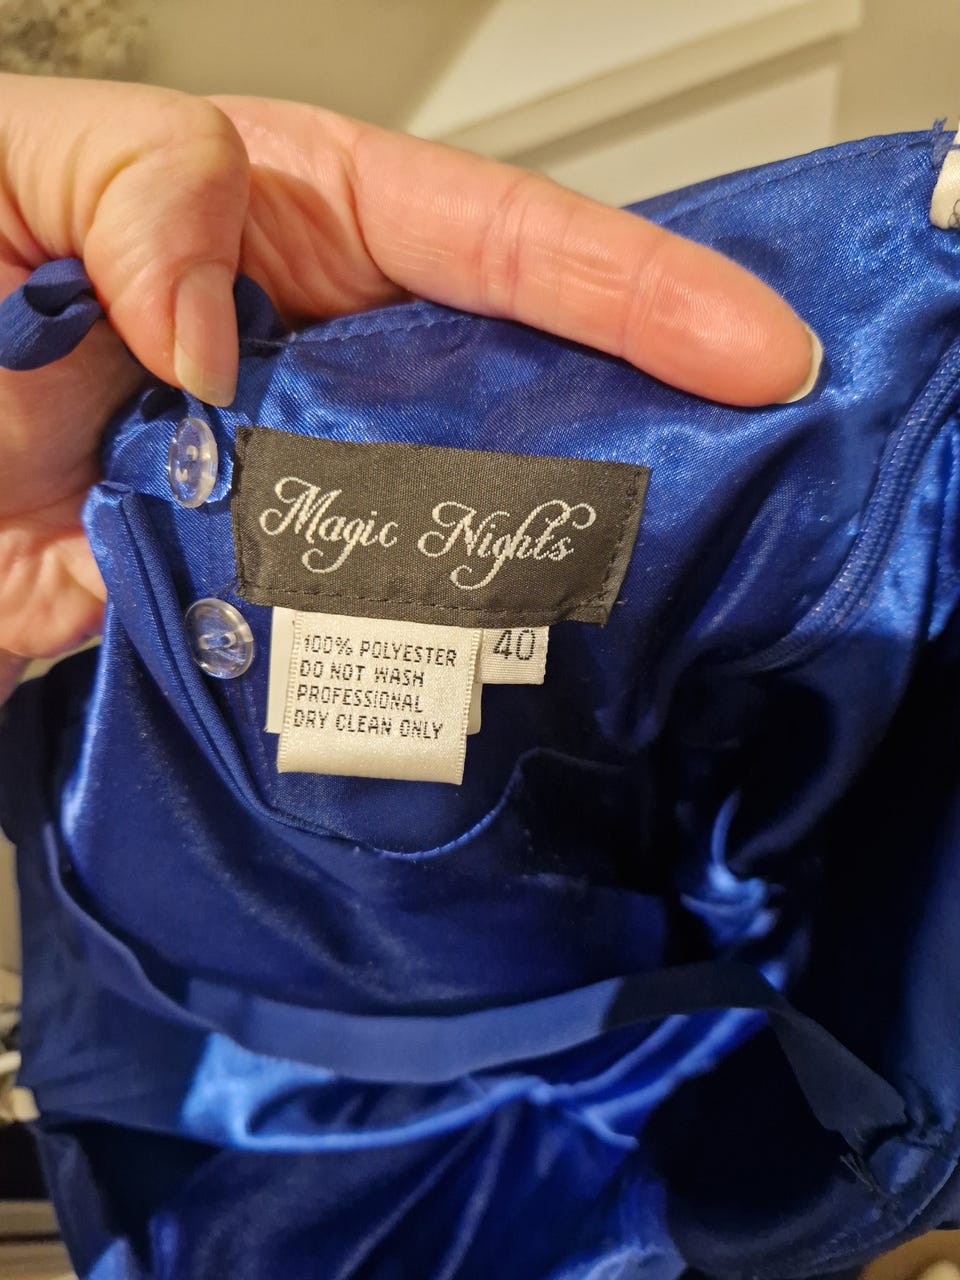 Magic Nights
100% POLYESTER
DO NOT WASH
PROFESSIONAL
DRY CLEAN ONLY
40